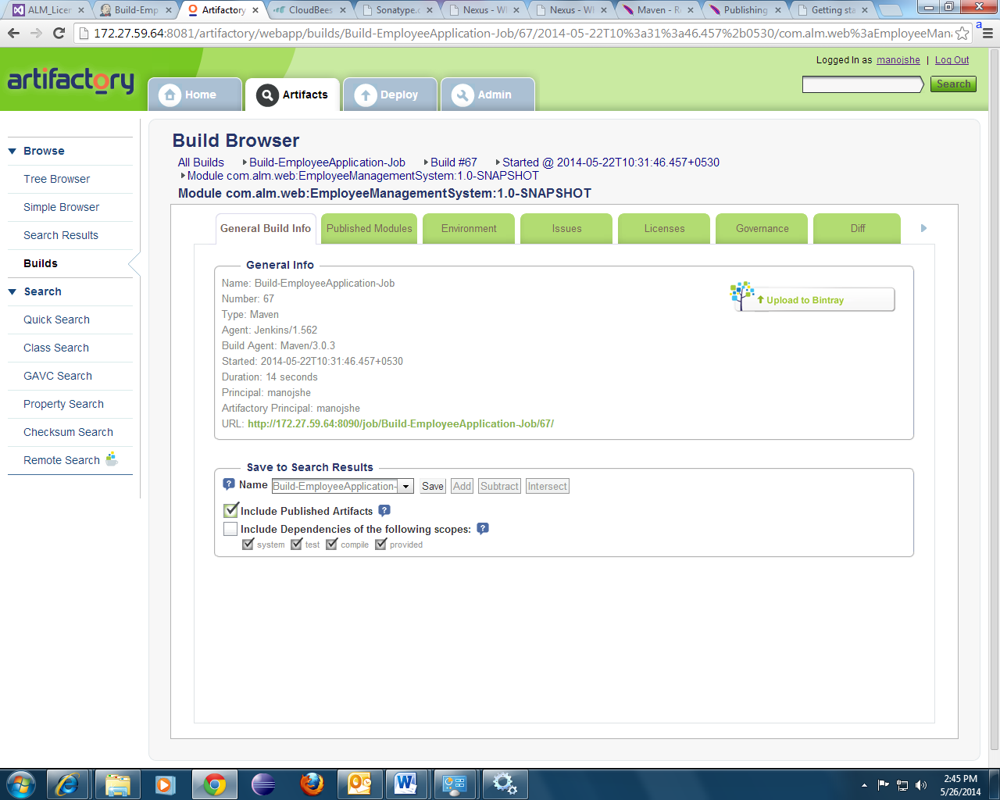 ALM_Licer
Build-Emp
Artifactory
CloudBees
Sonatype.c
Nexus - Wl
Nexus - Wl
Maven - Re
Publishing
Getting sta
172.27.59.64:8081/artifactory/webapp/builds/Build-EmployeeApplication-Job/67/2014-05-22T10%3a31%3a46.457%2b0530/com.alm.web%3aEmployeeMan
a
Logged In as manojshe | Log Out
artifactory
Home
Artifacts
Deploy
Admin
Search
Browse
Tree Browser
Simple Browser
Search Results
Builds
Search
Quick Search
Class Search
GAVC Search
Property Search
Checksum Search
Remote Search
Build Browser
All Builds Build-EmployeeApplication-Job Build #67 Started @ 2014-05-22T10:31:46.457+0530
Module com.alm.web:EmployeeManagementSystem:1.0-SNAPSHOT
Module com.alm.web:EmployeeManagementSystem:1.0-SNAPSHOT
General Build Info
Published Modules
Environment
Issues
Licenses
Governance
Diff
General Info
Name: Build-EmployeeApplication-Job
Number: 67
Type: Maven
Agent: Jenkins/1.562
Build Agent: Maven/3.0.3
Started: 2014-05-22T10:31:46.457+0530
Duration: 14 seconds
Principal: manojshe
Artifactory Principal: manojshe
URL: http://172.27.59.64:8090/job/Build-EmployeeApplication-Job/67/
Upload to Bintray
Save to Search Results
? Name Build-EmployeeApplication- Save Add Subtract Intersect
Include Published Artifacts ?
Include Dependencies of the following scopes: ?
system test compile provided
2:45 PM
5/26/2014